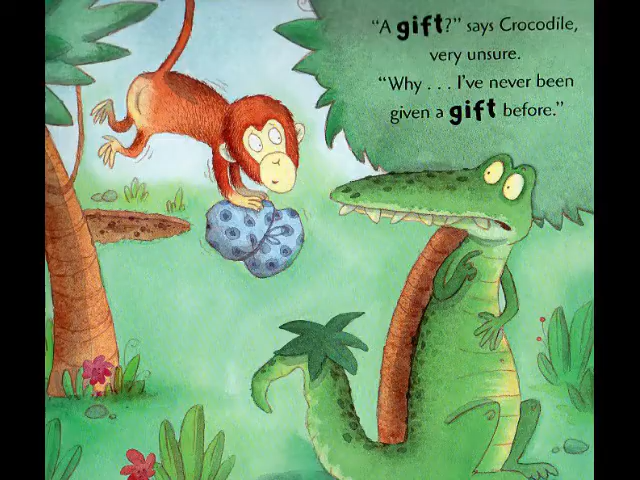 "A gift?" says Crocodile,
very unsure.
"Why . . . I've never been
given a gift before."